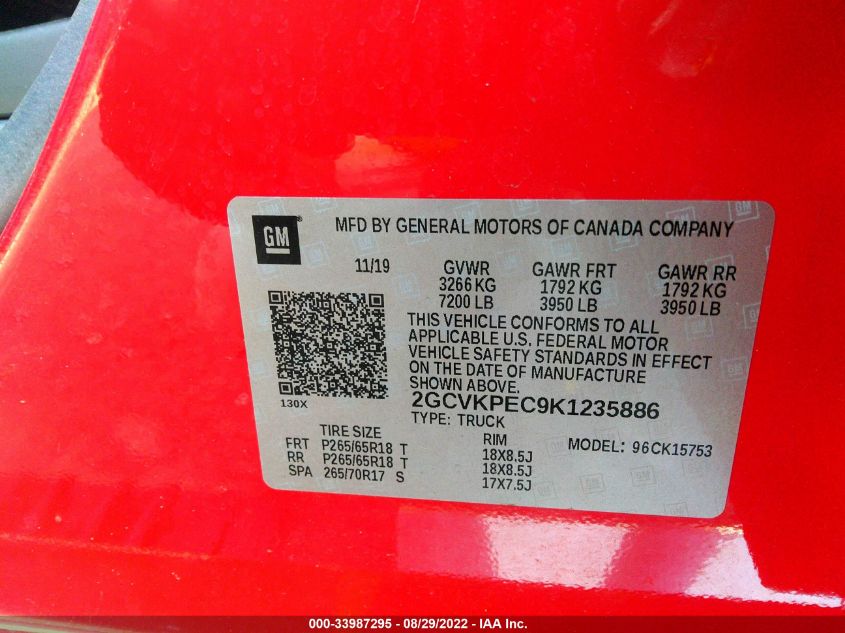 GM
MFD BY GENERAL MOTORS OF CANADA COMPANY
11/19 GVWR GAWR FRT GAWR RR
3266 KG 1792 KG 1792 KG
7200 LB 3950 LB 3950 LB
THIS VEHICLE CONFORMS TO ALL
APPLICABLE U.S. FEDERAL MOTOR
VEHICLE SAFETY STANDARDS IN EFFECT
ON THE DATE OF MANUFACTURE
SHOWN ABOVE.
130X
2GCVKPEC9K1235886
TYPE: TRUCK
TIRE SIZE RIM MODEL: 96CK15753
FRT P265/65R18 T 18X8.5J
RR P265/65R18 T 18X8.5J
SPA 265/70R17 S 17X7.5J
000-33987295 - 08/29/2022 - IAA Inc.